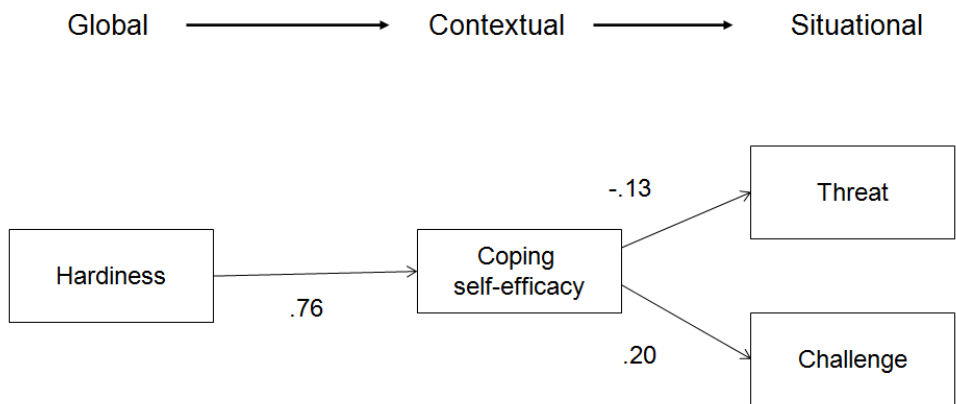 Global
Contextual
Situational
-.13
Threat
Hardiness
Coping
self-efficacy
.76
.20
Challenge